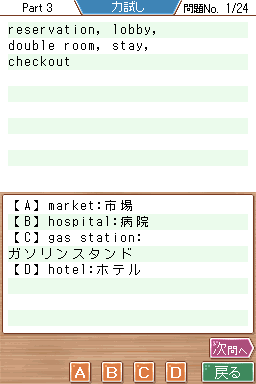 Part 3 力試し 問題No. 1/24
reservation, lobby,
double room, stay,
checkout
【A】market:市場
【B】hospital:病院
【C】gas station:
ガソリンスタンド
【D】hotel:ホテル
次問へ
A B C D 戻る